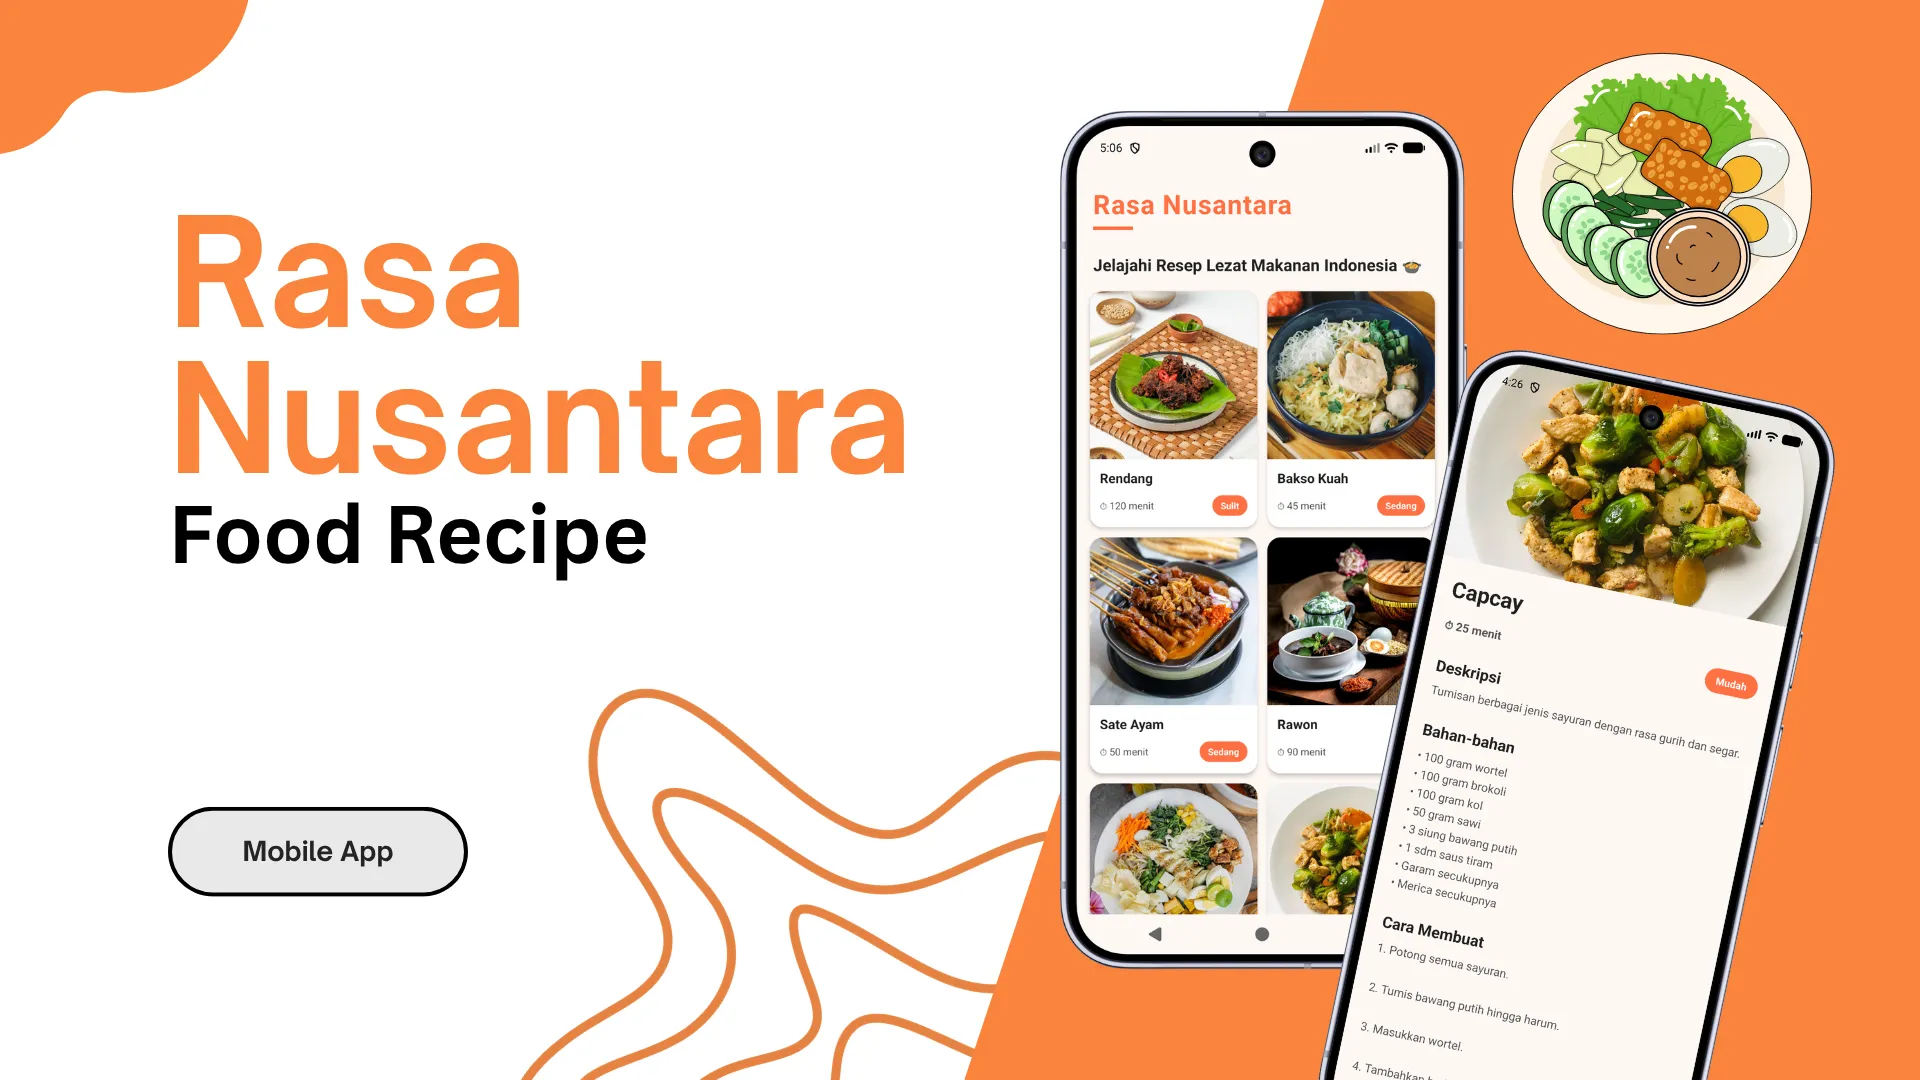 Rasa
Nusantara
Food Recipe
Mobile App
5:06
Rasa Nusantara
Jelajahi Resep Lezat Makanan Indonesia
Rendang
120 menit
Sulit
Bakso Kuah
45 menit
Sedang
Sate Ayam
50 menit
Sedang
Rawon
90 menit
4:26
Capcay
25 menit
Mudah
Deskripsi
Tumisan berbagai jenis sayuran dengan rasa gurih dan segar.
Bahan-bahan
• 100 gram wortel
• 100 gram brokoli
• 100 gram kol
• 50 gram sawi
• 3 siung bawang putih
• 1 sdm saus tiram
• Garam secukupnya
• Merica secukupnya
Cara Membuat
1. Potong semua sayuran.
2. Tumis bawang putih hingga harum.
3. Masukkan wortel.
4. Tambahkan